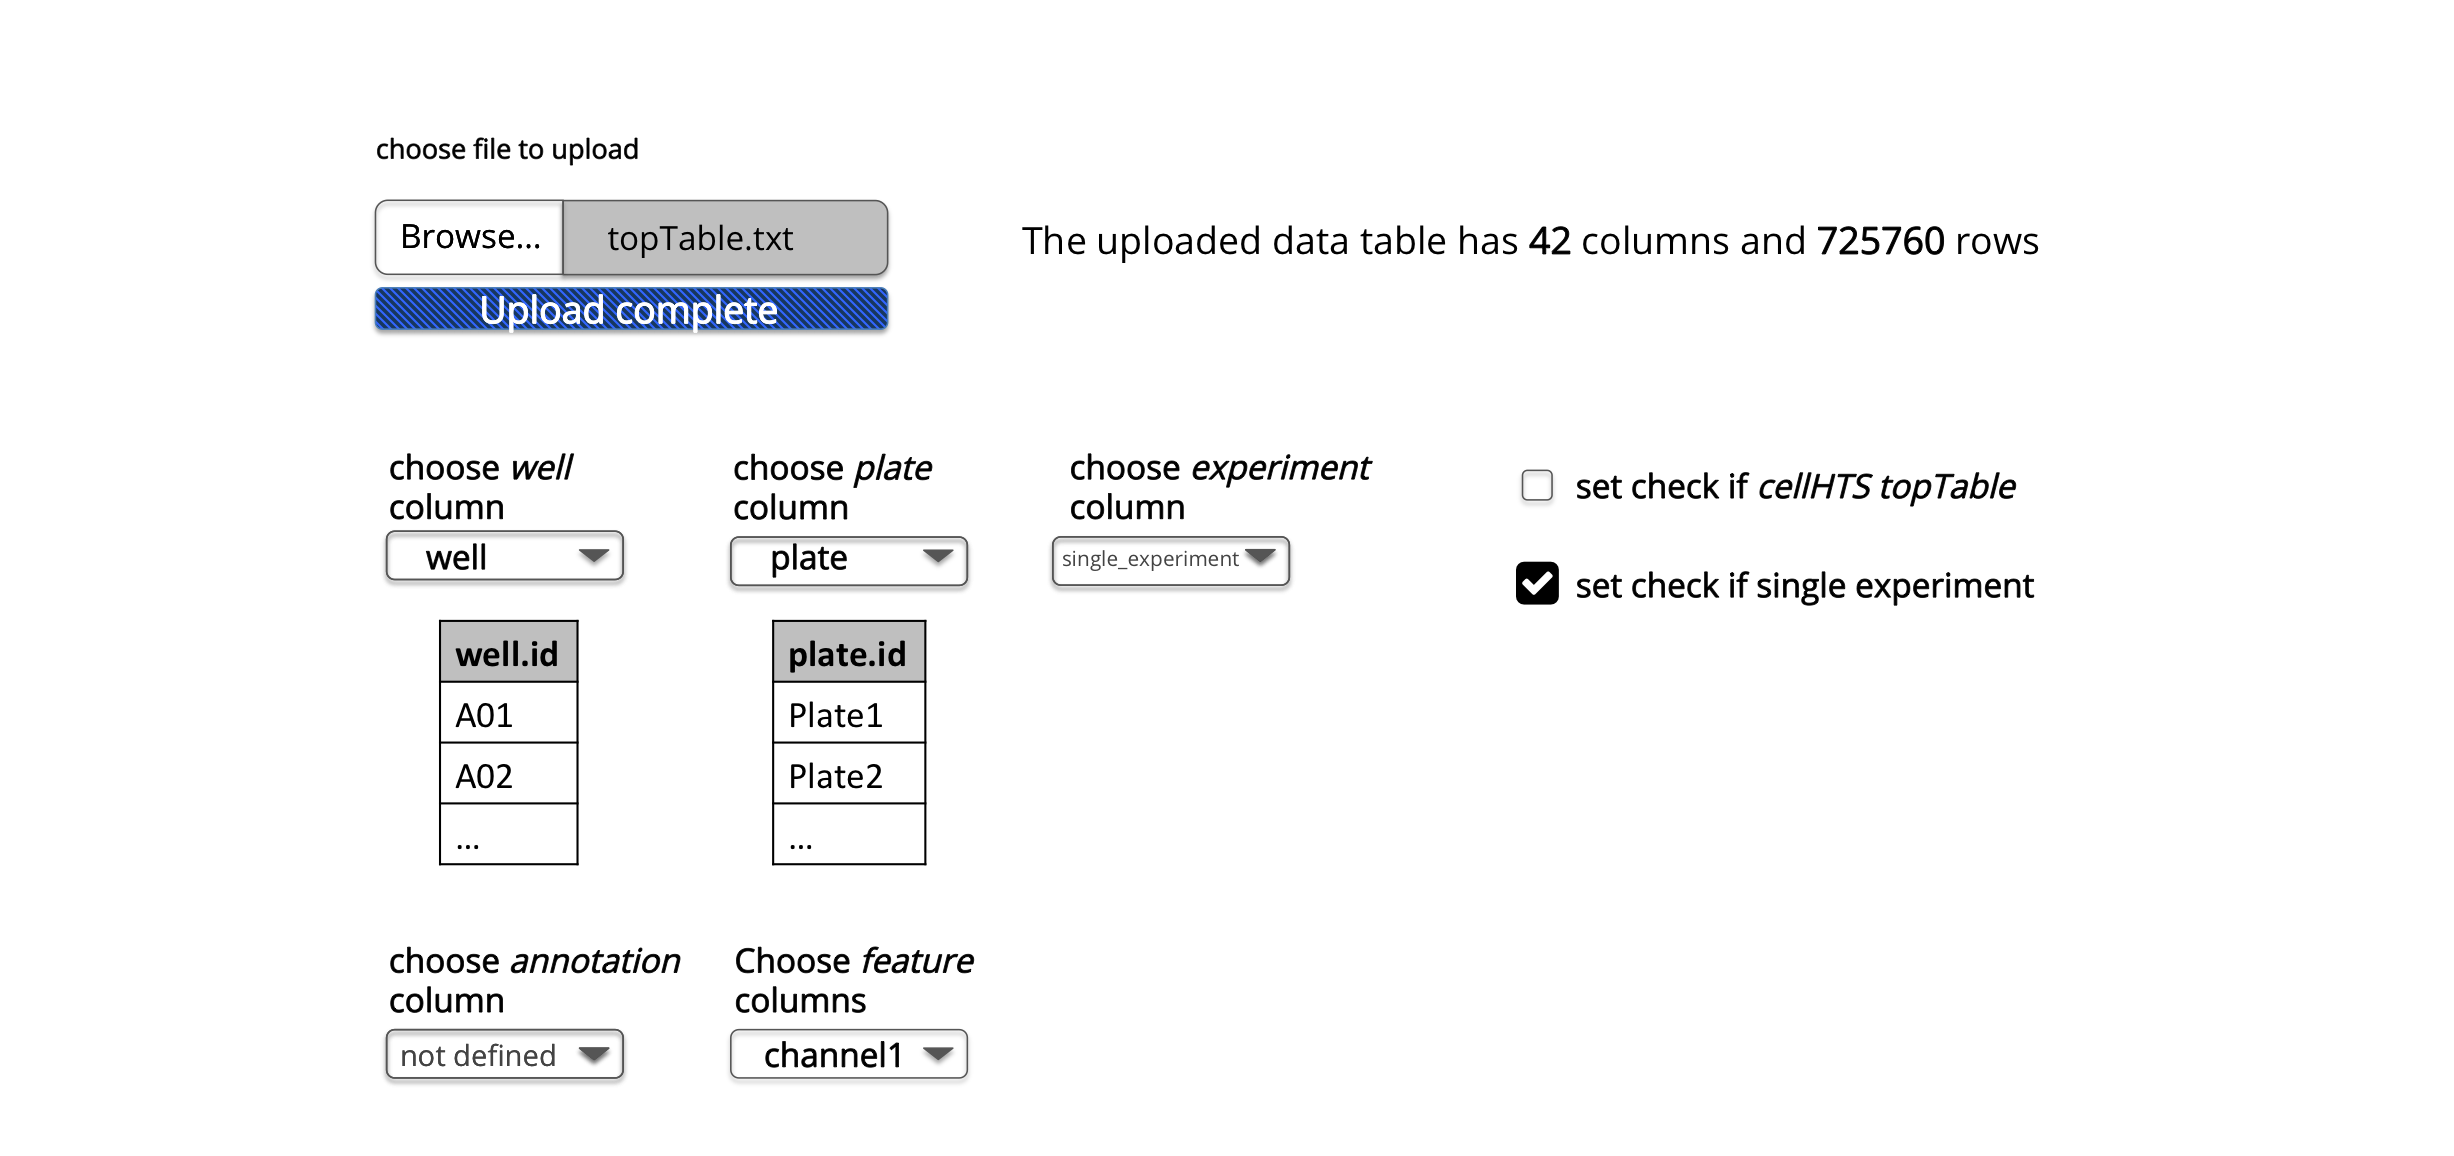 choose file to upload
Browse...
topTable.txt
The uploaded data table has 42 columns and 725760 rows
Upload complete
choose well
column
well
choose plate
column
plate
choose experiment
column
single_experiment
set check if cellHTS topTable
set check if single experiment
well.id
A01
A02
...
plate.id
Plate1
Plate2
...
choose annotation
column
not defined
Choose feature
columns
channel1